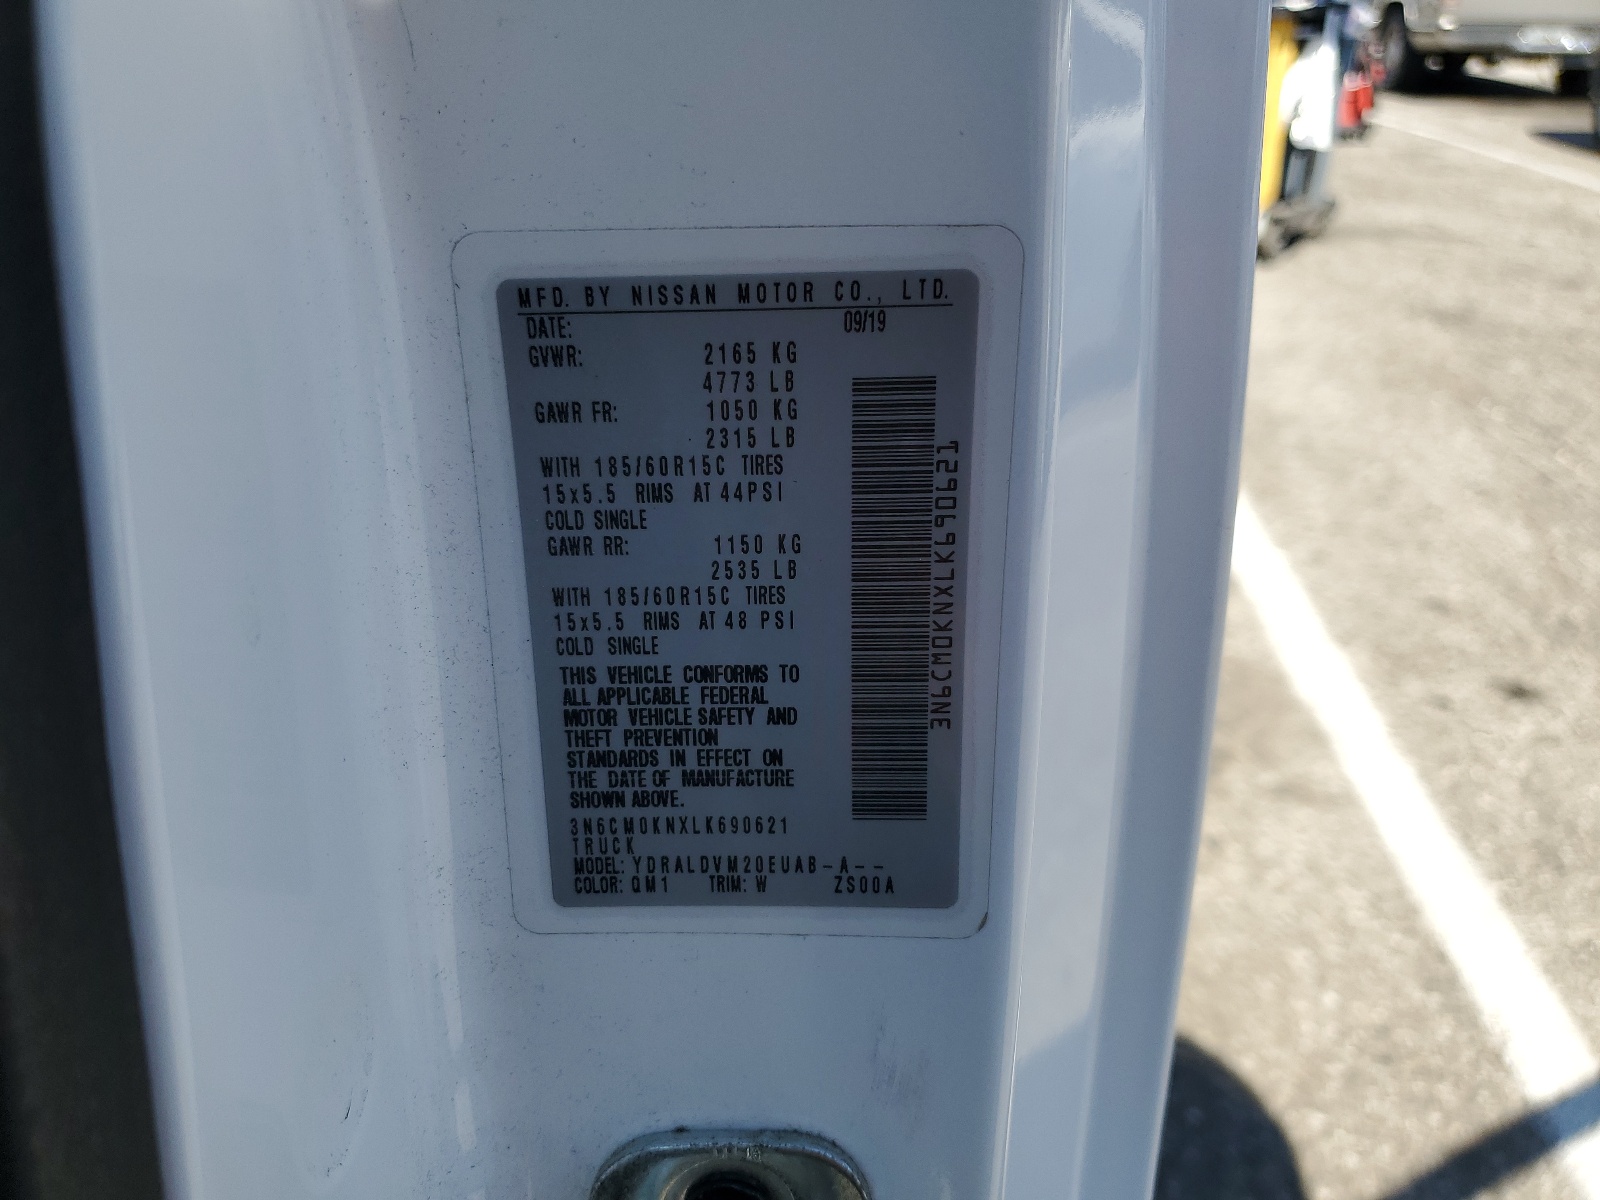 MFD. BY NISSAN MOTOR CO., LTD.
DATE: 09/19
GVWR: 2165 KG
4773 LB
GAWR FR: 1050 KG
2315 LB
WITH 185/60R15C TIRES
15x5.5 RIMS AT 44PSI
COLD SINGLE
GAWR RR: 1150 KG
2535 LB
WITH 185/60R15C TIRES
15x5.5 RIMS AT 48 PSI
COLD SINGLE
THIS VEHICLE CONFORMS TO
ALL APPLICABLE FEDERAL
MOTOR VEHICLE SAFETY AND
THEFT PREVENTION
STANDARDS IN EFFECT ON
THE DATE OF MANUFACTURE
SHOWN ABOVE.
3N6CM0KNXLK690621
TRUCK
MODEL: YDRALDVM20EUAB-A--
COLOR: QM1 TRIM: W ZS00A
3N6CM0KNXLK690621